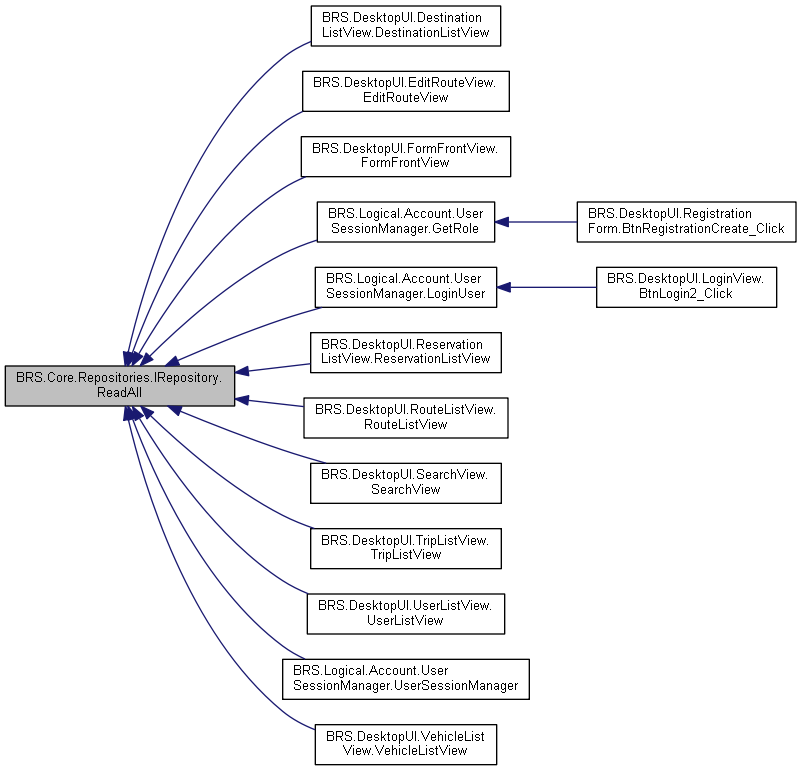 BRS.DesktopUI.Destination
ListView.DestinationListView
BRS.DesktopUI.EditRouteView.
EditRouteView
BRS.DesktopUI.FormFrontView.
FormFrontView
BRS.Logical.Account.User
SessionManager.GetRole
BRS.DesktopUI.Registration
Form.BtnRegistrationCreate_Click
BRS.Logical.Account.User
SessionManager.LoginUser
BRS.DesktopUI.LoginView.
BtnLogin2_Click
BRS.DesktopUI.Reservation
ListView.ReservationListView
BRS.Core.Repositories.IRepository.
ReadAll
BRS.DesktopUI.RouteListView.
RouteListView
BRS.DesktopUI.SearchView.
SearchView
BRS.DesktopUI.TripListView.
TripListView
BRS.DesktopUI.UserListView.
UserListView
BRS.Logical.Account.User
SessionManager.UserSessionManager
BRS.DesktopUI.VehicleList
View.VehicleListView